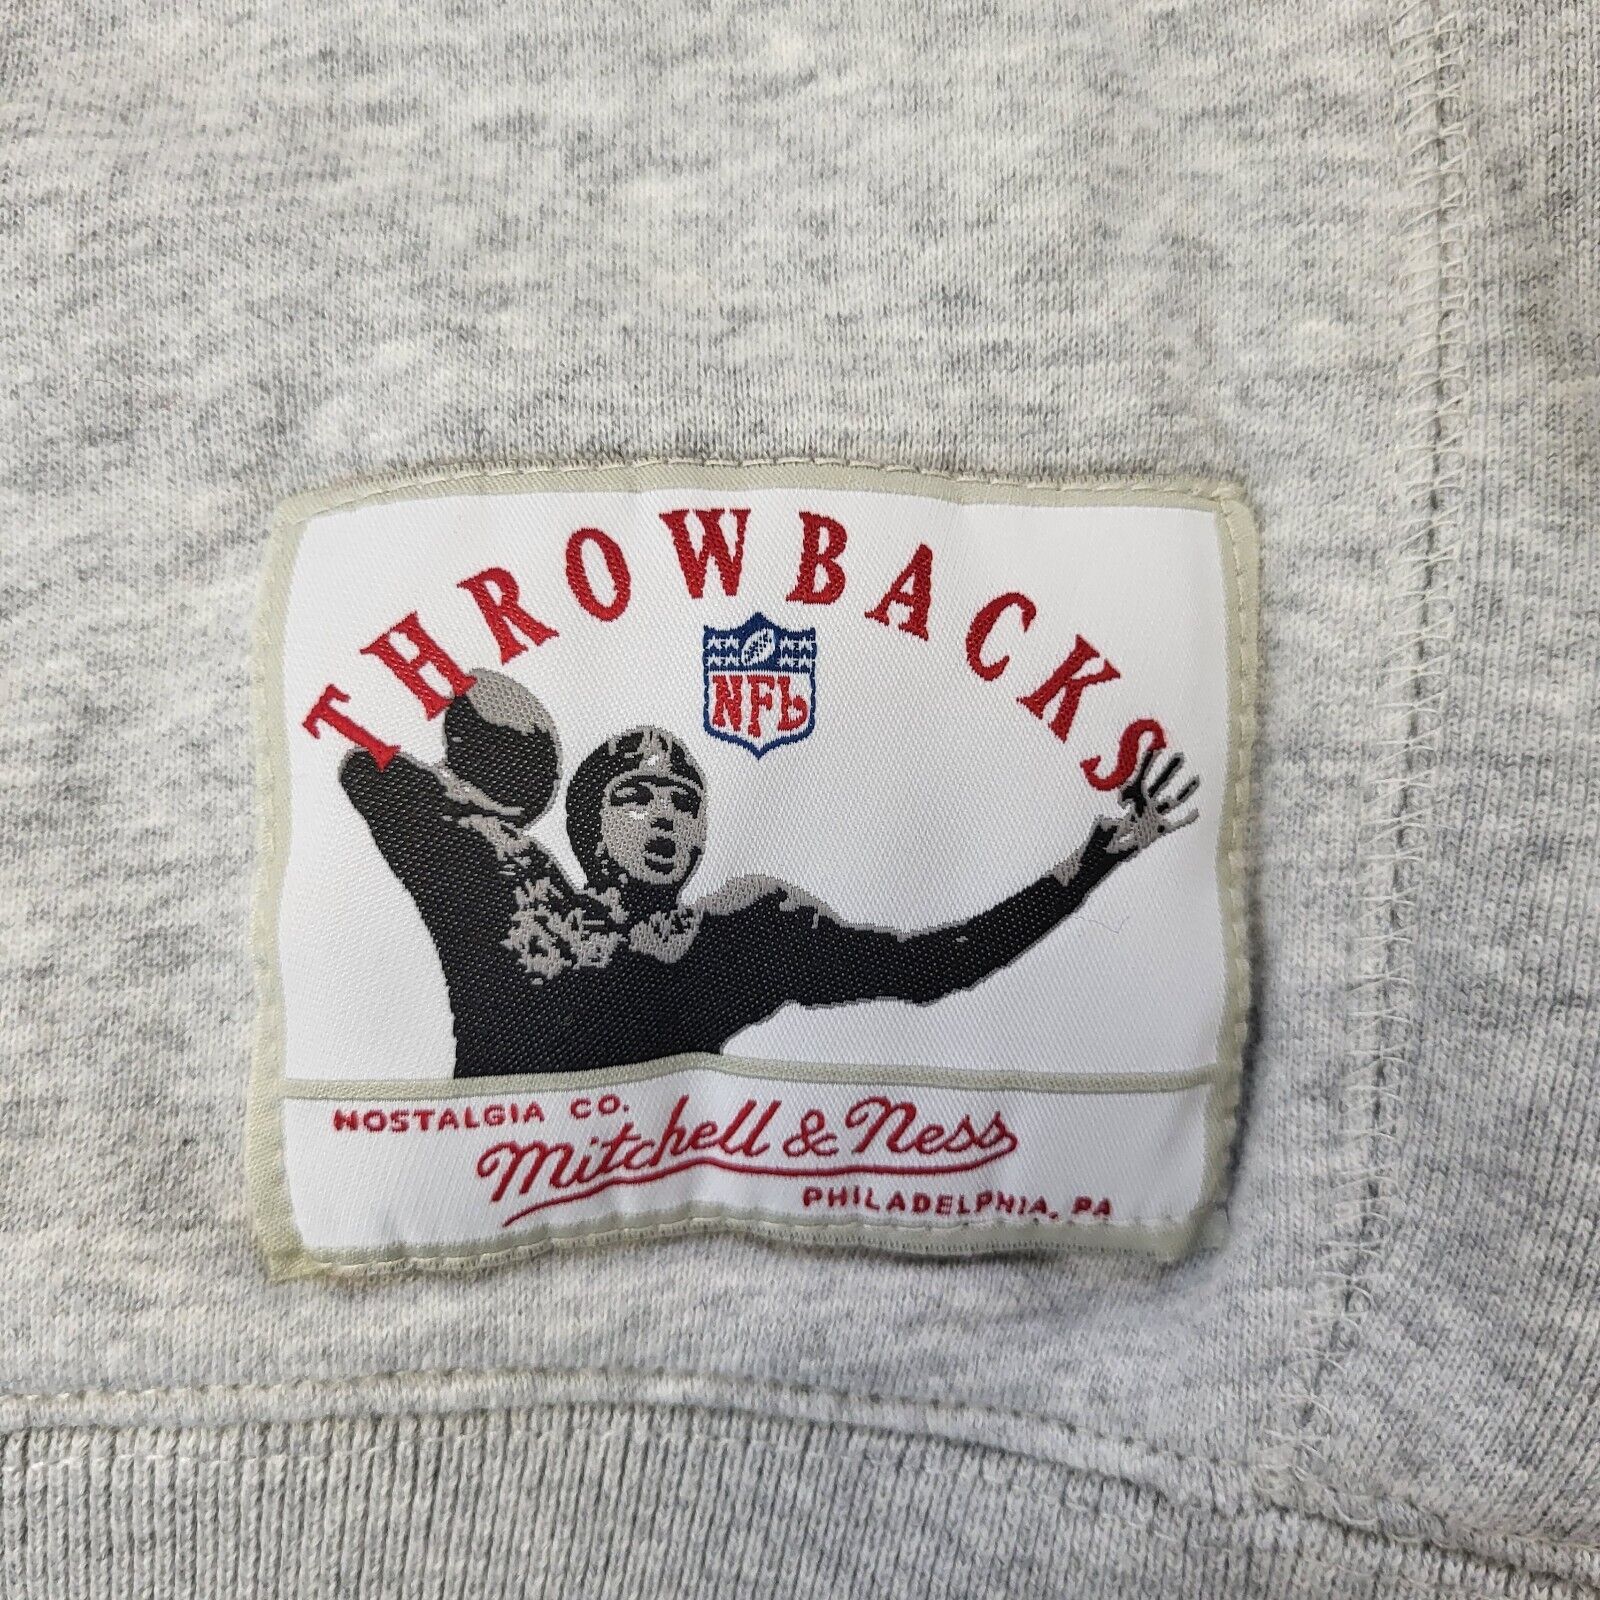 THROWBACKS
NFL
NOSTALGIA CO.
Mitchell & Ness
PHILADELPHIA, PA